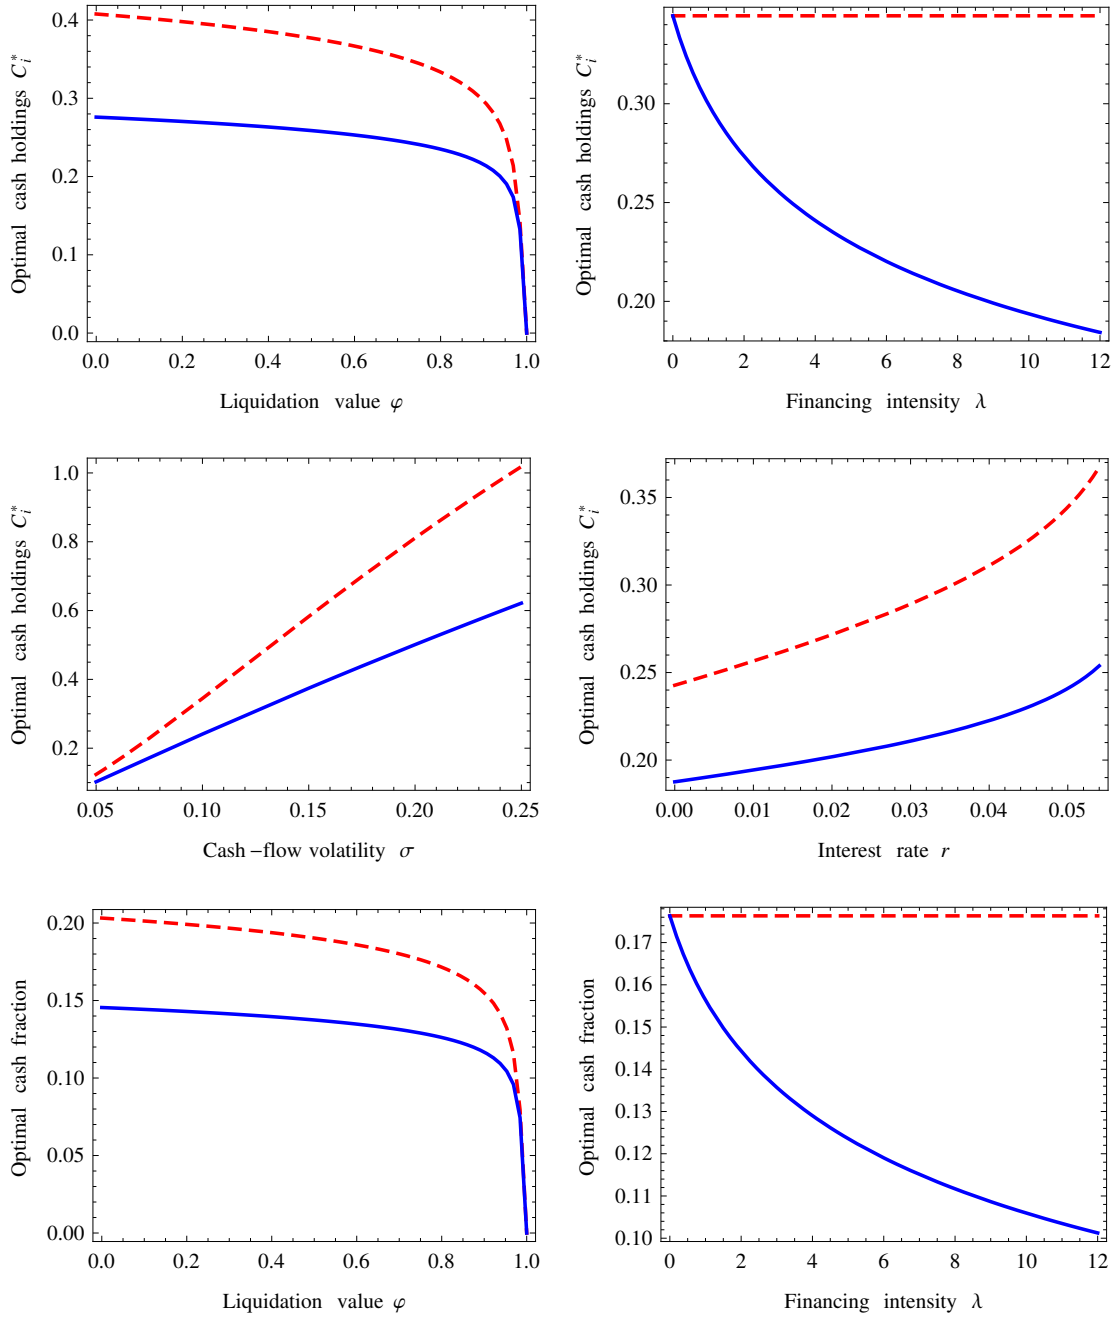 Optimal cash holdings C*i
0.4
0.3
0.2
0.1
0.0
0.0 0.2 0.4 0.6 0.8 1.0
Liquidation value φ
Optimal cash holdings C*i
0.30
0.25
0.20
0 2 4 6 8 10 12
Financing intensity λ
Optimal cash holdings C*i
1.0
0.8
0.6
0.4
0.2
0.05 0.10 0.15 0.20 0.25
Cash-flow volatility σ
Optimal cash holdings C*i
0.35
0.30
0.25
0.20
0.00 0.01 0.02 0.03 0.04 0.05
Interest rate r
Optimal cash fraction
0.20
0.15
0.10
0.05
0.00
0.0 0.2 0.4 0.6 0.8 1.0
Liquidation value φ
Optimal cash fraction
0.17
0.16
0.15
0.14
0.13
0.12
0.11
0.10
0 2 4 6 8 10 12
Financing intensity λ